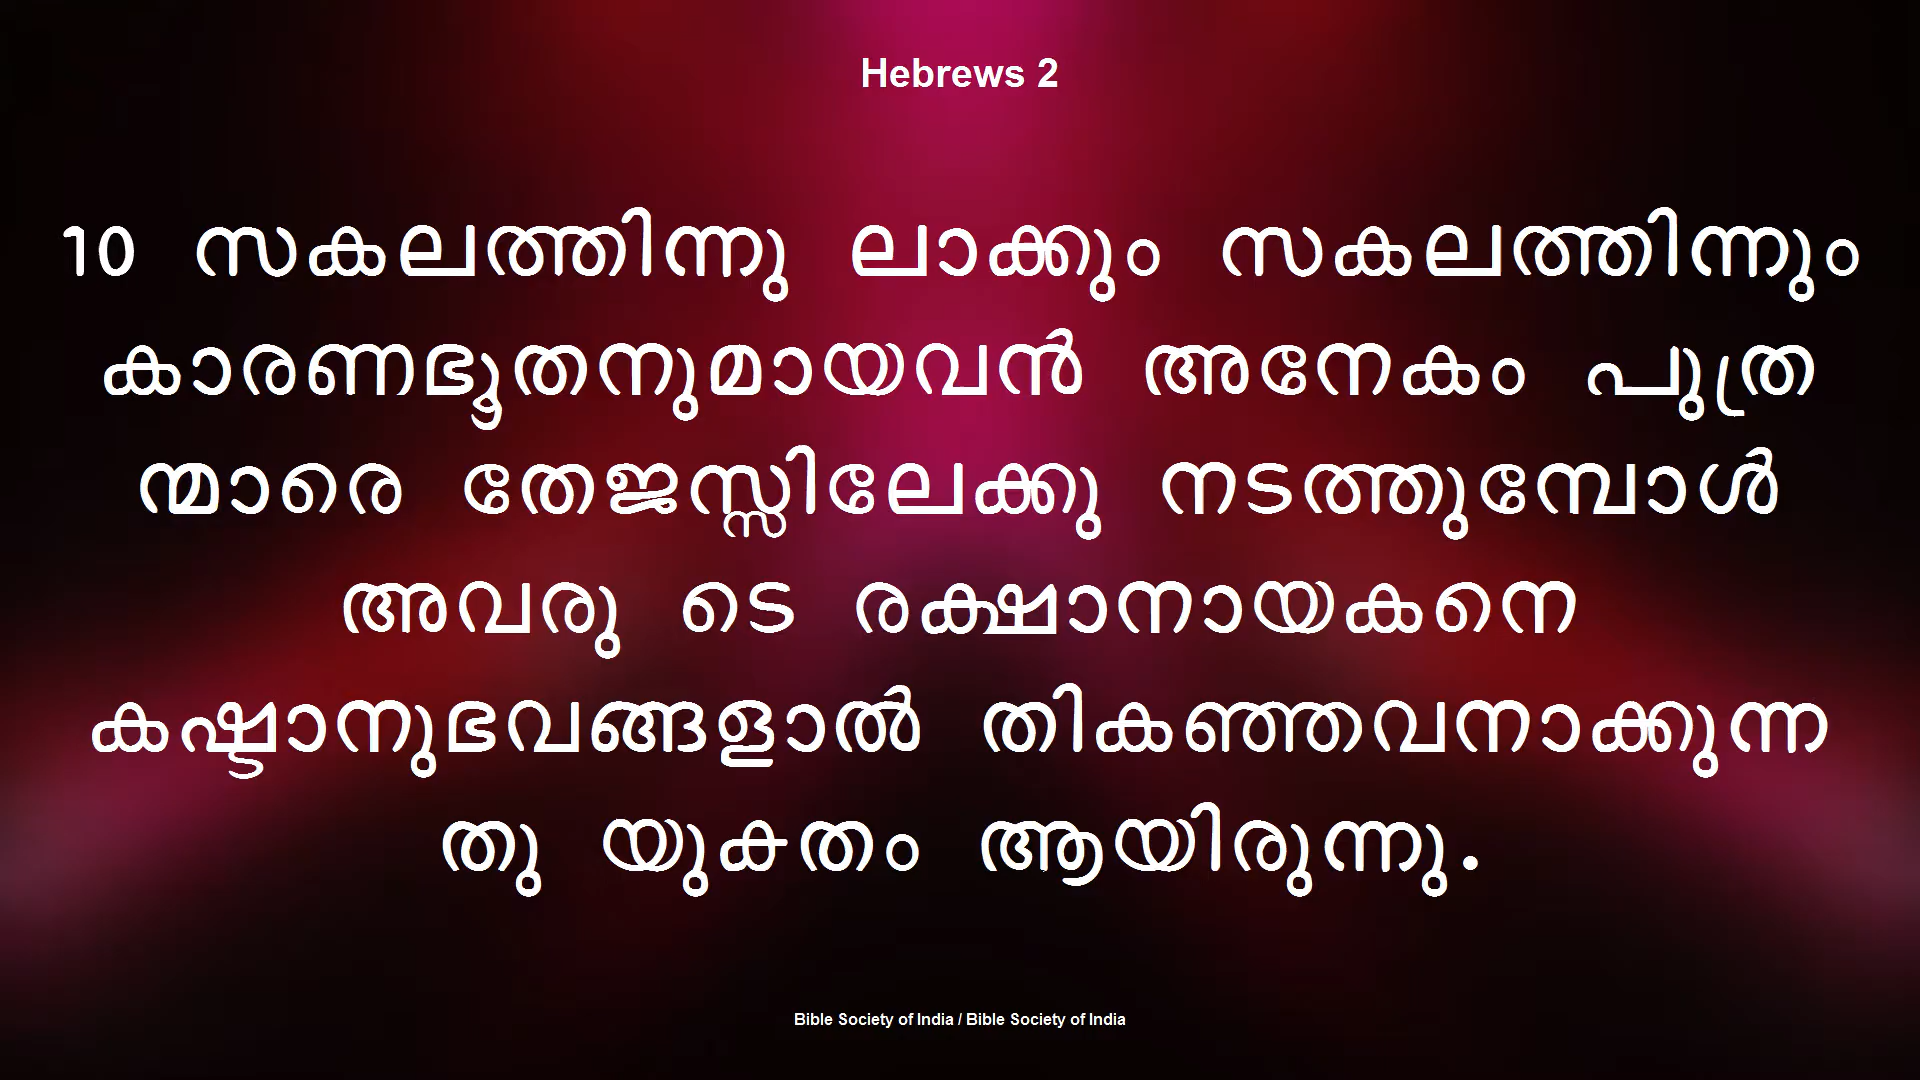 Hebrews 2
10 സകലത്തിന്നു ലാക്കും സകലത്തിന്നും
കാരണഭൂതനുമായവൻ അനേകം പുത്ര
ന്മാരെ തേജസ്സിലേക്കു നടത്തുമ്പോൾ
അവരു ടെ രക്ഷാനായകനെ
കഷ്ടാനുഭവങ്ങളാൽ തികഞ്ഞവനാക്കുന്ന
തു യുക്തം ആയിരുന്നു.
Bible Society of India / Bible Society of India